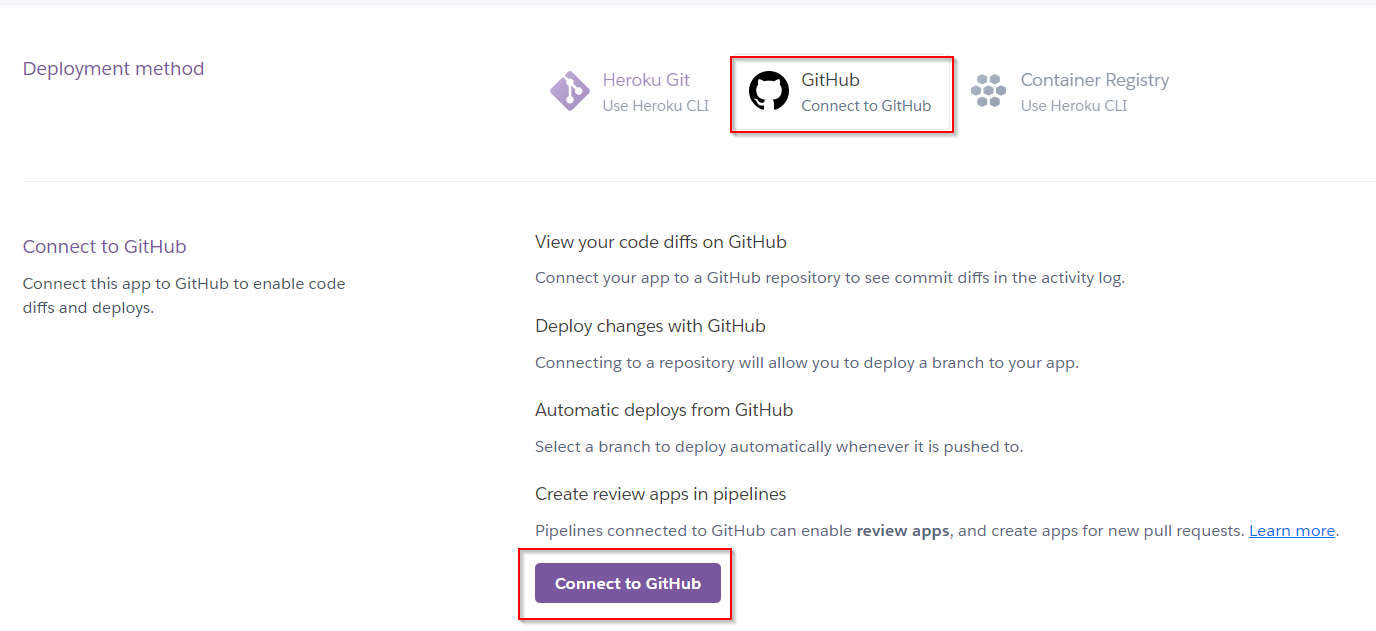 Deployment method
Heroku Git
Use Heroku CLI
GitHub
Connect to GitHub
Container Registry
Use Heroku CLI
Connect to GitHub
Connect this app to GitHub to enable code
diffs and deploys.
View your code diffs on GitHub
Connect your app to a GitHub repository to see commit diffs in the activity log.
Deploy changes with GitHub
Connecting to a repository will allow you to deploy a branch to your app.
Automatic deploys from GitHub
Select a branch to deploy automatically whenever it is pushed to.
Create review apps in pipelines
Pipelines connected to GitHub can enable review apps, and create apps for new pull requests. Learn more.
Connect to GitHub